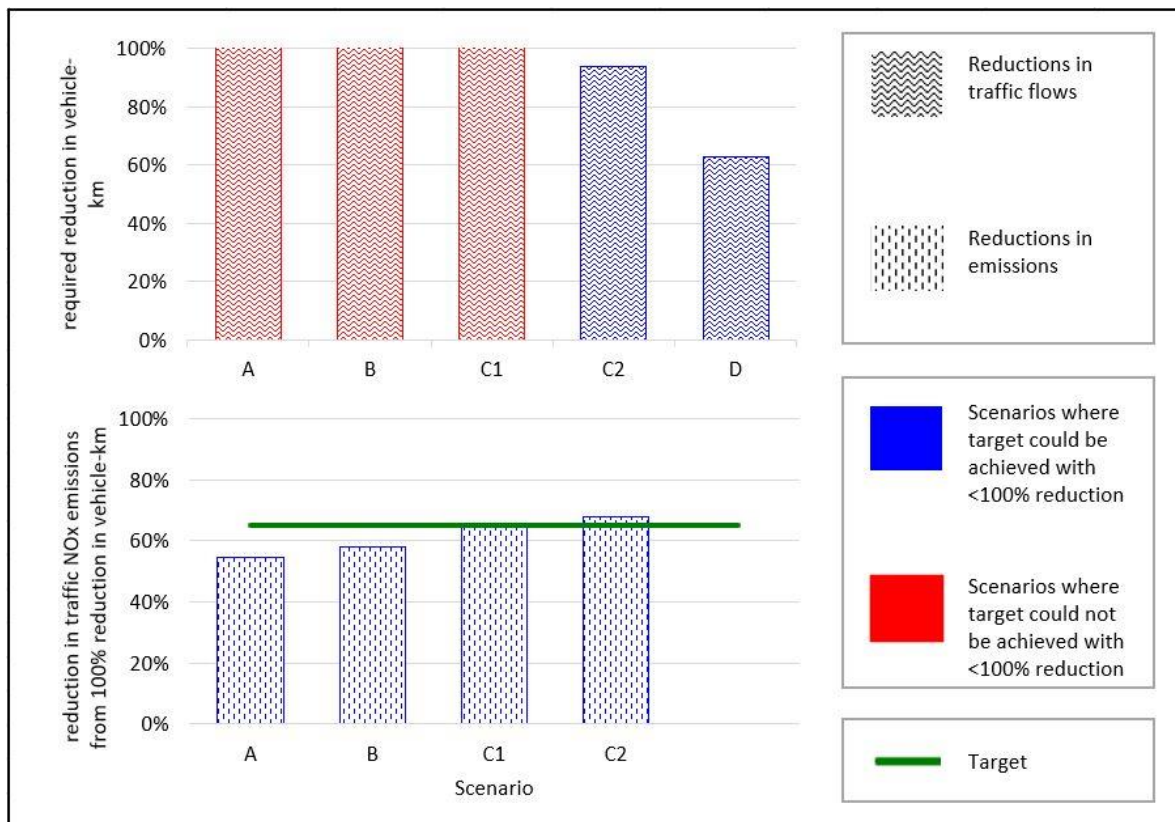 required reduction in vehicle-
km
100%
80%
60%
40%
20%
0%
A
B
C1
C2
D
reduction in traffic NOx emissions
from 100% reduction in vehicle-km
100%
80%
60%
40%
20%
0%
A
B
C1
C2
Scenario
Reductions in
traffic flows
Reductions in
emissions
Scenarios where
target could be
achieved with
<100% reduction
Scenarios where
target could not
be achieved with
<100% reduction
Target